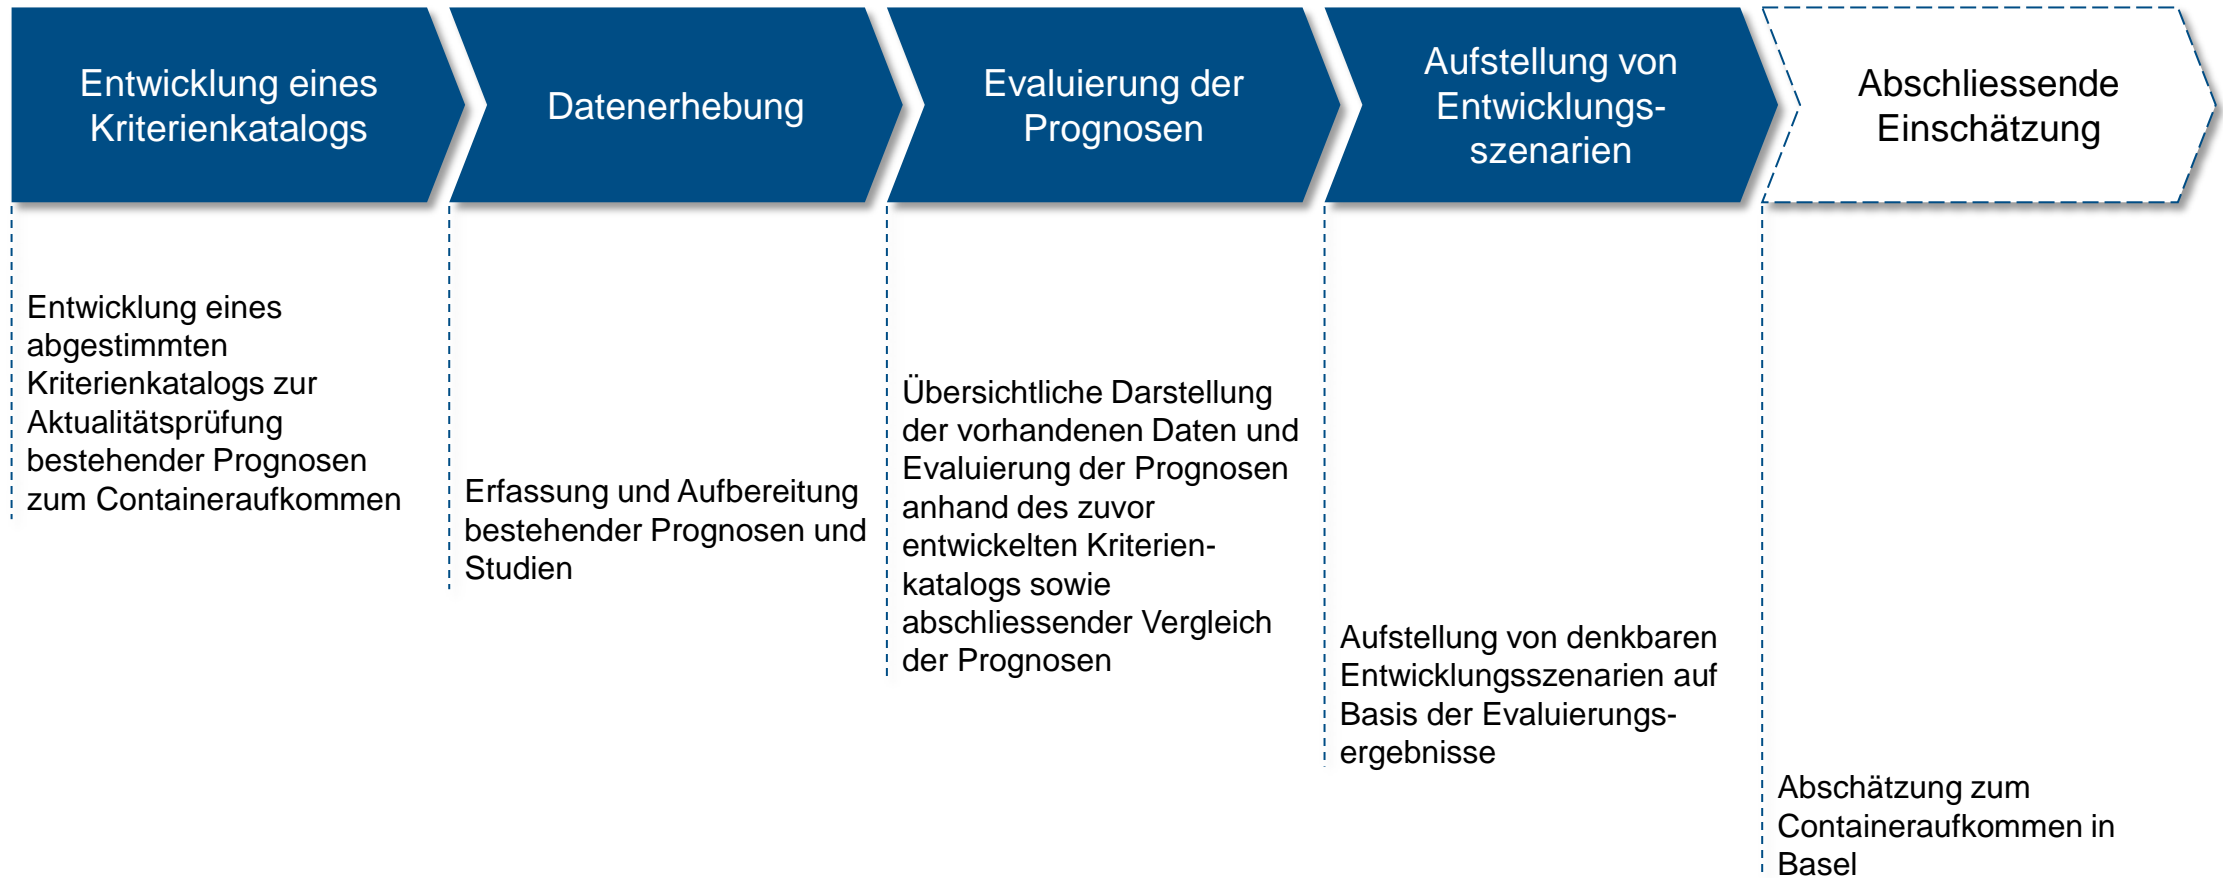 Entwicklung eines
Kriterienkatalogs
Datenerhebung
Evaluierung der
Prognosen
Aufstellung von
Entwicklungs-
szenarien
Abschliessende
Einschätzung
Entwicklung eines
abgestimmten
Kriterienkatalogs zur
Aktualitätsprüfung
bestehender Prognosen
zum Containeraufkommen
Erfassung und Aufbereitung
bestehender Prognosen und
Studien
Übersichtliche Darstellung
der vorhandenen Daten und
Evaluierung der Prognosen
anhand des zuvor
entwickelten Kriterien-
katalogs sowie
abschliessender Vergleich
der Prognosen
Aufstellung von denkbaren
Entwicklungsszenarien auf
Basis der Evaluierungs-
ergebnisse
Abschätzung zum
Containeraufkommen in
Basel